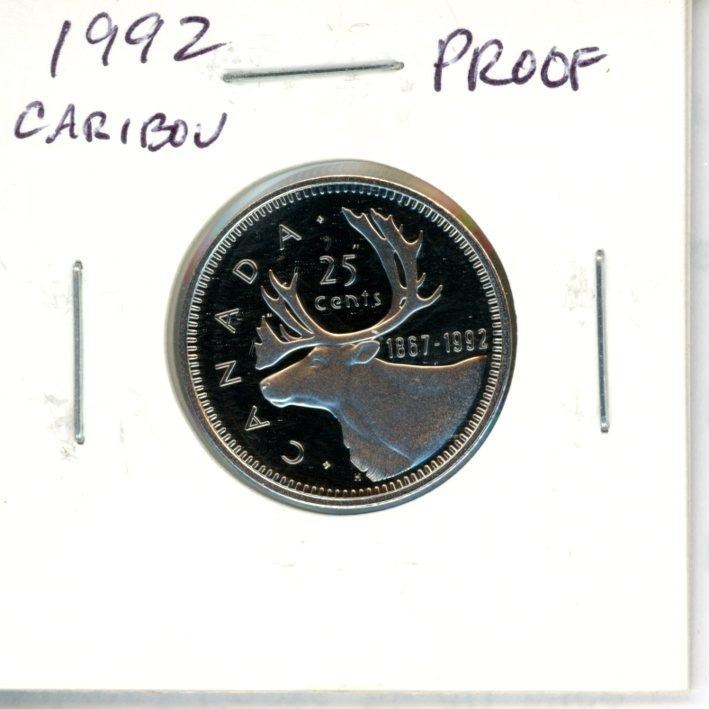 1992 PROOF
CARIBOU
CANADA
25
cents
1867-1992
H